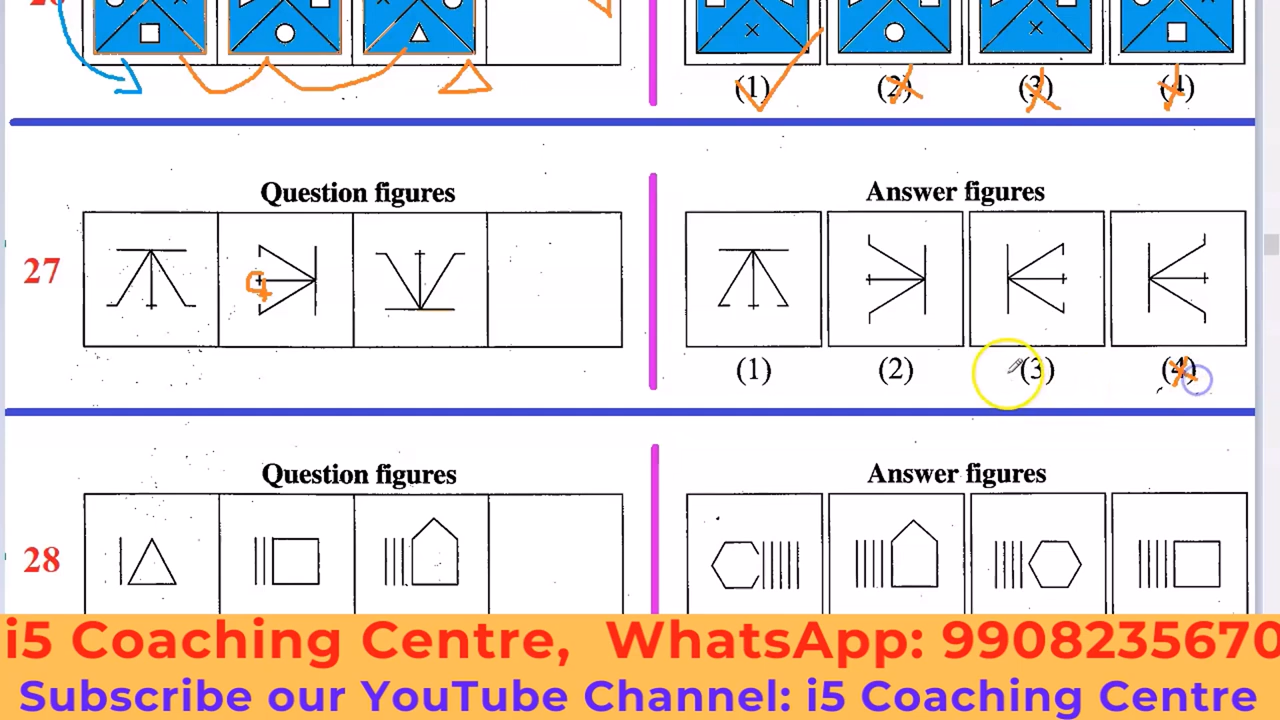 (1) (2) (3) (4)
27
Question figures
Answer figures
(1) (2) (3) (4)
28
Question figures
Answer figures
i5 Coaching Centre, WhatsApp: 9908235670
Subscribe our YouTube Channel: i5 Coaching Centre